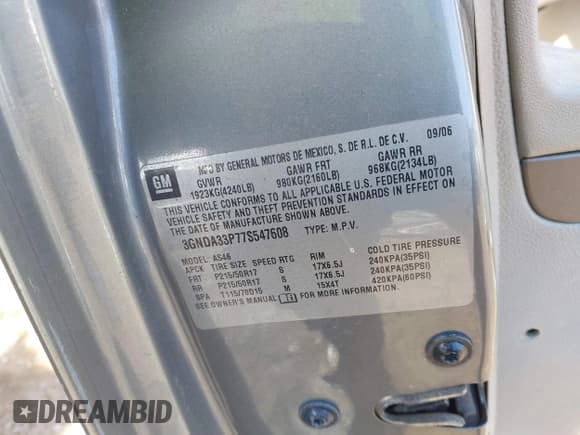 GM
MFD BY GENERAL MOTORS DE MEXICO, S. DE R.L. DE C.V. 09/06
GVWR GAWR FRT GAWR RR
1923KG(4240LB) 980KG(2160LB) 968KG(2134LB)
THIS VEHICLE CONFORMS TO ALL APPLICABLE U.S. FEDERAL MOTOR
VEHICLE SAFETY AND THEFT PREVENTION STANDARDS IN EFFECT ON
THE DATE OF MANUFACTURE SHOWN ABOVE.
3GNDA33P77S547608 TYPE: M.P.V.
MODEL: AS46
APCK TIRE SIZE SPEED RTG RIM COLD TIRE PRESSURE
FRT P215/50R17 S 17X6.5J 240KPA(35PSI)
RR P215/50R17 S 17X6.5J 240KPA(35PSI)
SPA T115/70D15 M 15X4T 420KPA(60PSI)
SEE OWNER'S MANUAL FOR MORE INFORMATION.
DREAMBID